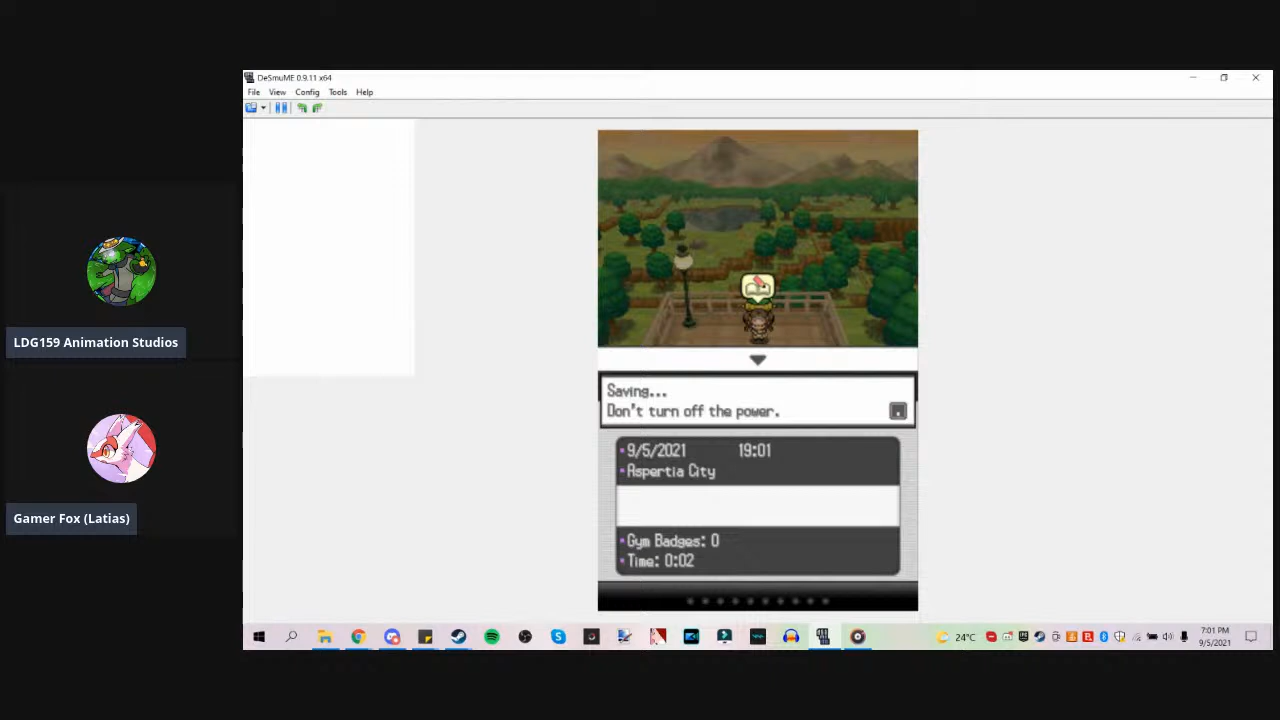 DeSmuME 0.9.11 x64
File View Config Tools Help
LDG159 Animation Studios
Gamer Fox (Latias)
Saving...
Don't turn off the power.
9/5/2021 19:01
Aspertia City
Gym Badges: 0
Time: 0:02
24°C
7:01 PM
9/5/2021